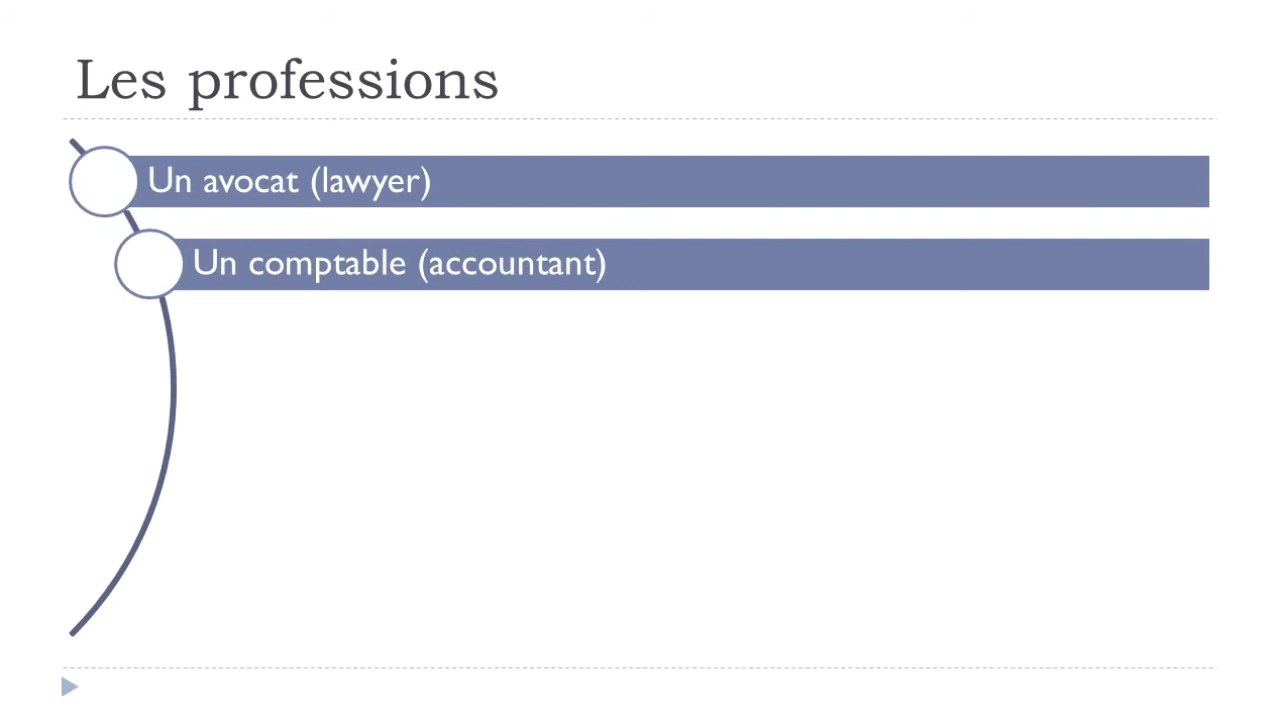 Les professions
Un avocat (lawyer)
Un comptable (accountant)